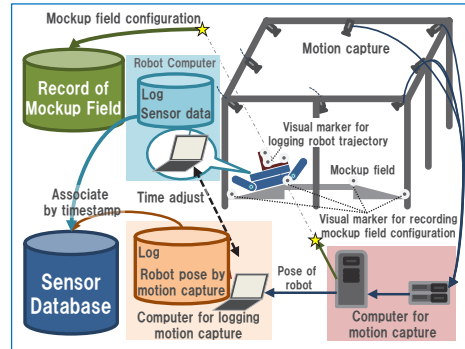 Mockup field configuration
Motion capture
Robot Computer
Record of
Mockup Field
Log
Sensor data
Visual marker for
logging robot trajectory
Mockup field
Associate
by timestamp
Time adjust
Visual marker for recording
mockup field configuration
Log
Robot pose by
motion capture
Pose of
robot
Sensor
Database
Computer for logging
motion capture
Computer for
motion capture